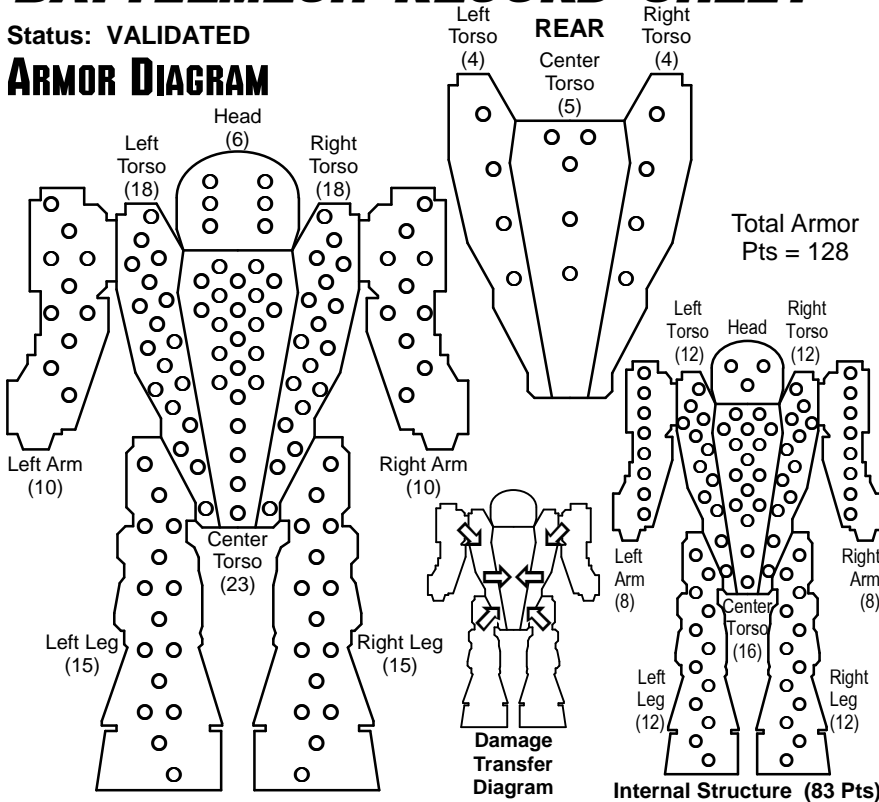 BATTLEMECH RECORD SHEET
Status: VALIDATED
ARMOR DIAGRAM
Left
Torso
(4)
REAR
Center
Torso
(5)
Right
Torso
(4)
Head
(6)
Left
Torso
(18)
Right
Torso
(18)
Total Armor
Pts = 128
Left Arm
(10)
Right Arm
(10)
Center
Torso
(23)
Left Leg
(15)
Right Leg
(15)
Damage
Transfer
Diagram
Left
Torso
(12)
Head
Right
Torso
(12)
Left
Arm
(8)
Right
Arm
(8)
Center
Torso
(16)
Left
Leg
(12)
Right
Leg
(12)
Internal Structure (83 Pts)